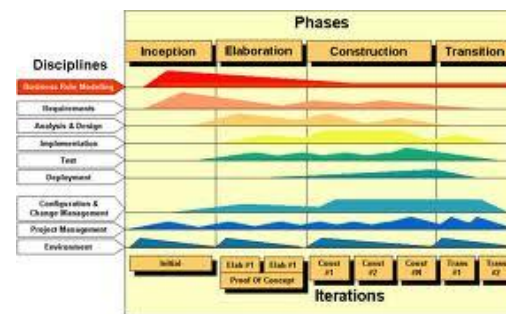 Phases
Disciplines
Inception
Elaboration
Construction
Transition
Business Rule Modelling
Requirements
Analysis & Design
Implementation
Test
Deployment
Configuration &
Change Management
Project Management
Environment
Initial
Elab #1
Elab #1
Proof Of Concept
Const
#1
Const
#2
Const
#N
Trans
#1
Trans
#2
Iterations